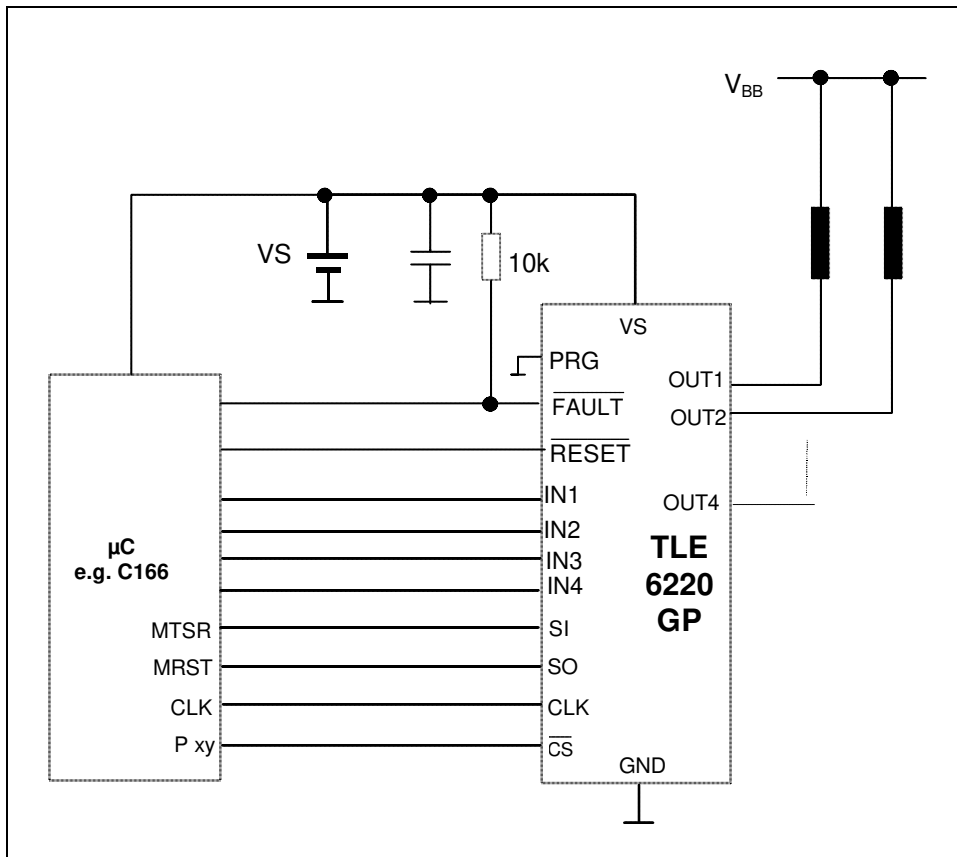 V_BB
VS
10k
VS
PRG
OUT1
FAULT
OUT2
RESET
IN1
OUT4
IN2
IN3
IN4
TLE
6220
GP
µC
e.g. C166
MTSR
SI
MRST
SO
CLK
CLK
P xy
CS
GND